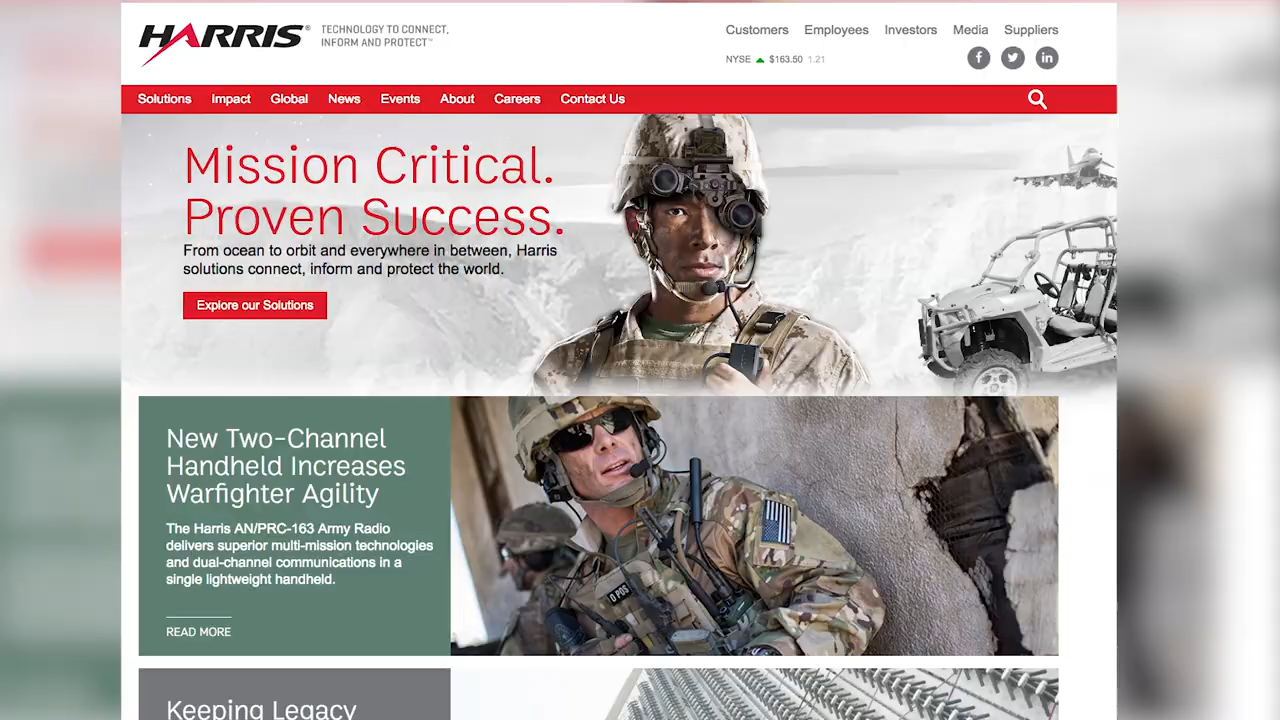 HARRIS®
TECHNOLOGY TO CONNECT,
INFORM AND PROTECT™
Customers Employees Investors Media Suppliers
NYSE $163.50 1.21
Solutions Impact Global News Events About Careers Contact Us
Mission Critical.
Proven Success.
From ocean to orbit and everywhere in between, Harris
solutions connect, inform and protect the world.
Explore our Solutions
New Two-Channel
Handheld Increases
Warfighter Agility
The Harris AN/PRC-163 Army Radio
delivers superior multi-mission technologies
and dual-channel communications in a
single lightweight handheld.
READ MORE
O POS
Keeping Legacy